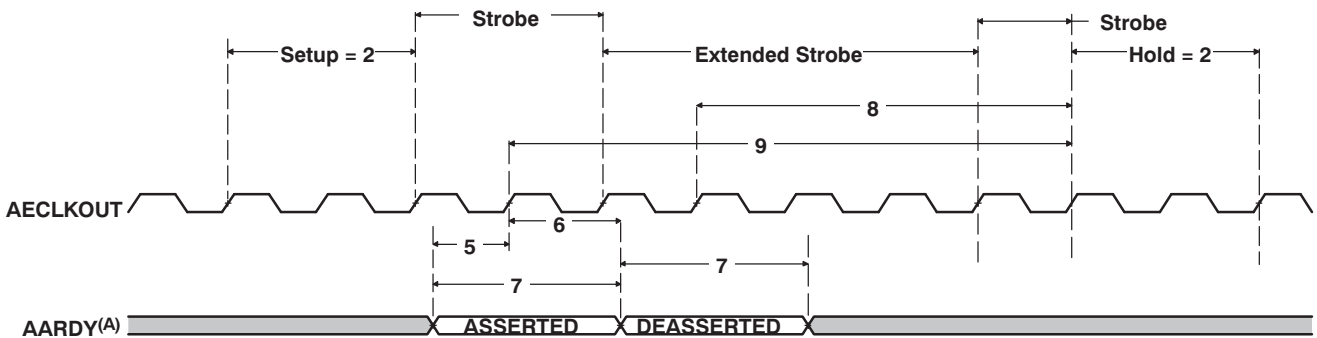 Strobe
Strobe
Setup = 2
Extended Strobe
Hold = 2
8
9
AECLKOUT
6
5
7
7
AARDY(A)
ASSERTED
DEASSERTED